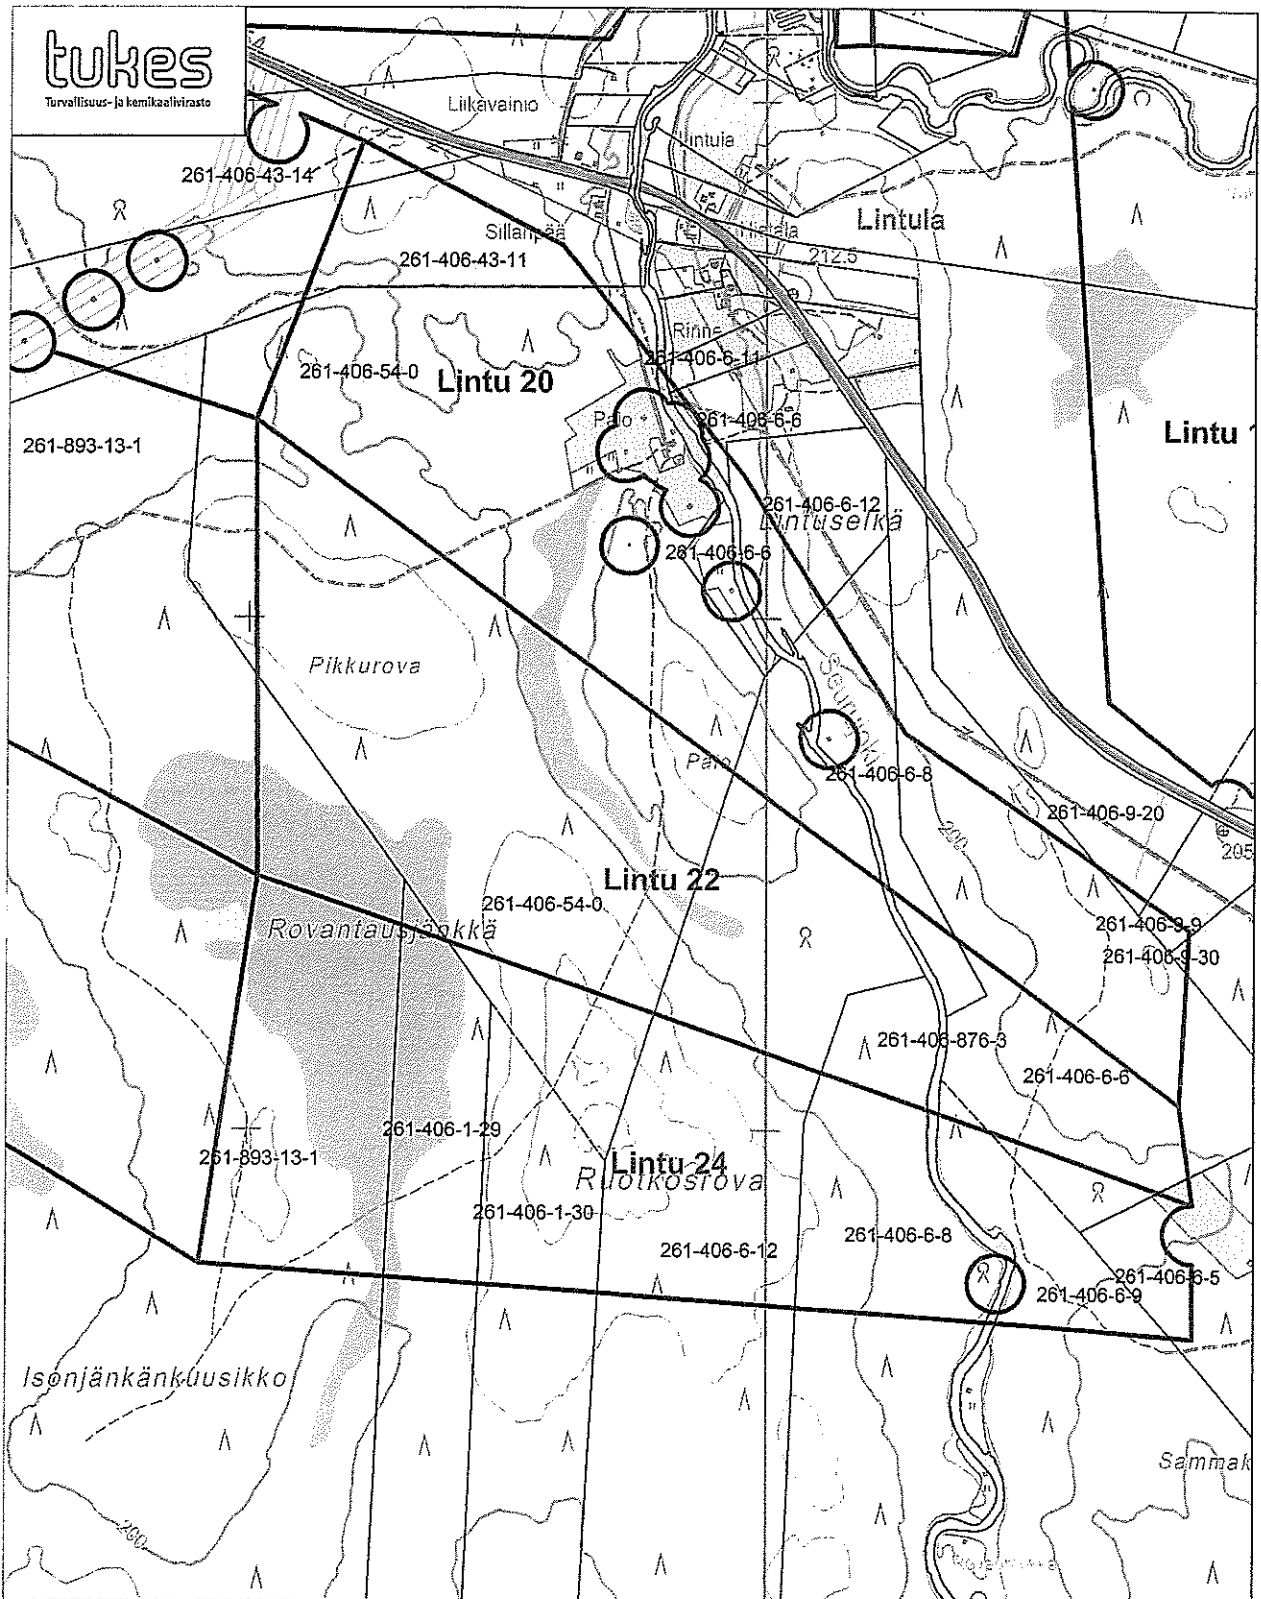 tukes
Turvallisuus- ja kemikaalivirasto
Liikavainio
Lintula
261-406-43-14
Lintula
Sillanpää
261-406-43-11
212.5
Rinne
261-406-6-11
261-406-54-0
Lintu 20
Palo
261-406-6-6
261-893-13-1
Lintu
261-406-6-12
Lintuselkä
261-406-6-6
Pikkurova
Palo
261-406-6-8
261-406-9-20
200
205
Lintu 22
261-406-54-0
Rovantausjänkkä
261-406-9-9
261-406-9-30
261-406-876-3
261-406-6-6
261-406-1-29
261-893-13-1
Lintu 24
Ruotkosrova
261-406-1-30
261-406-6-12
261-406-6-8
261-406-6-5
261-406-6-9
Isonjänkänkuusikko
Sammak
200